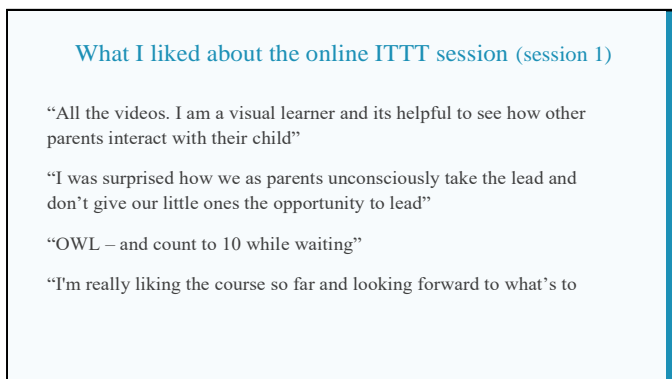 What I liked about the online ITTT session (session 1)
“All the videos. I am a visual learner and its helpful to see how other
parents interact with their child”
“I was surprised how we as parents unconsciously take the lead and
don’t give our little ones the opportunity to lead”
“OWL – and count to 10 while waiting”
“I'm really liking the course so far and looking forward to what’s to